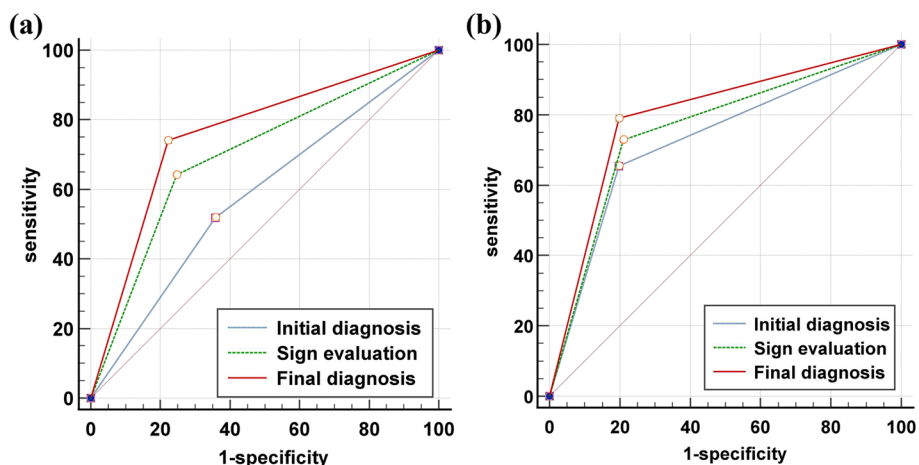 (a)
100
80
60
40
20
0
sensitivity
0 20 40 60 80 100
1-specificity
Initial diagnosis
Sign evaluation
Final diagnosis
(b)
100
80
60
40
20
0
sensitivity
0 20 40 60 80 100
1-specificity
Initial diagnosis
Sign evaluation
Final diagnosis